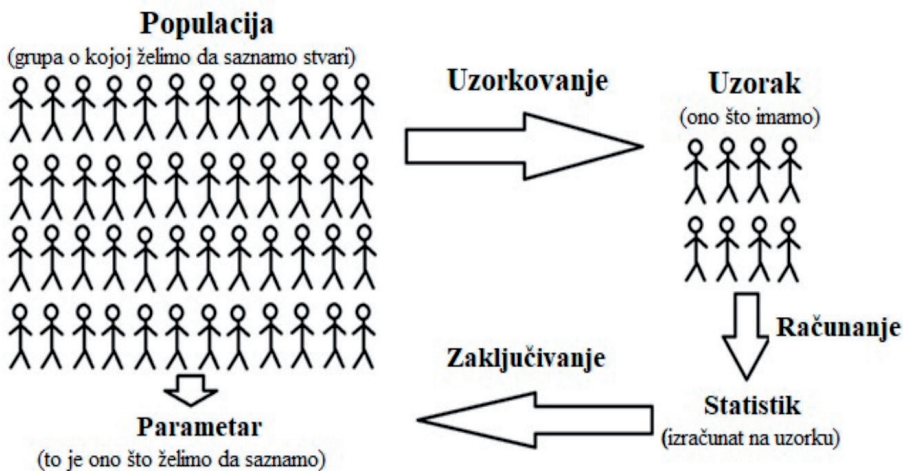 Populacija
(grupa o kojoj želimo da saznamo stvari)
Uzorkovanje
Uzorak
(ono što imamo)
Računanje
Statistik
(izračunat na uzorku)
Zaključivanje
Parametar
(to je ono što želimo da saznamo)